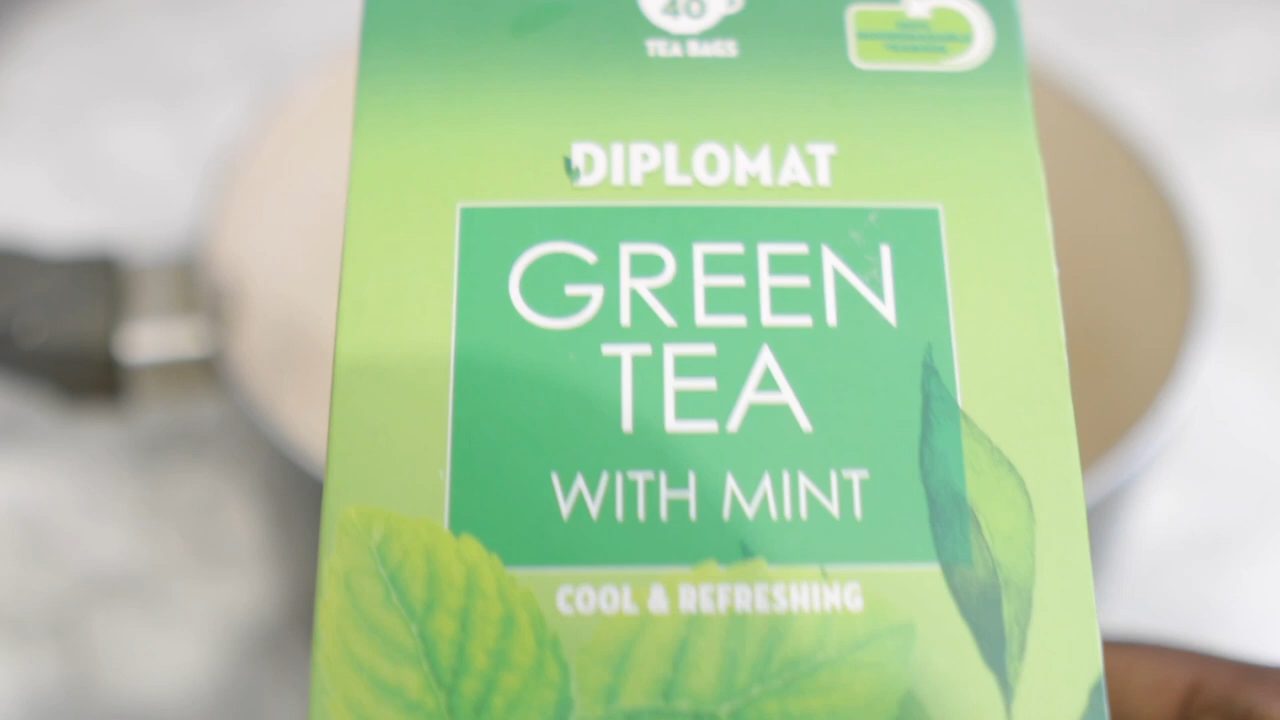 40
TEA BAGS
DIPLOMAT
GREEN
TEA
WITH MINT
COOL & REFRESHING